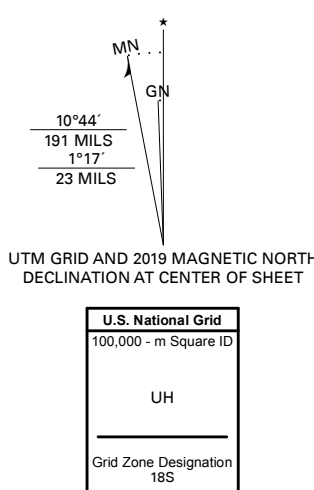 ★
MN
GN
10°44´
191 MILS
1°17´
23 MILS
UTM GRID AND 2019 MAGNETIC NORTH
DECLINATION AT CENTER OF SHEET
U.S. National Grid
100,000 - m Square ID
UH
Grid Zone Designation
18S